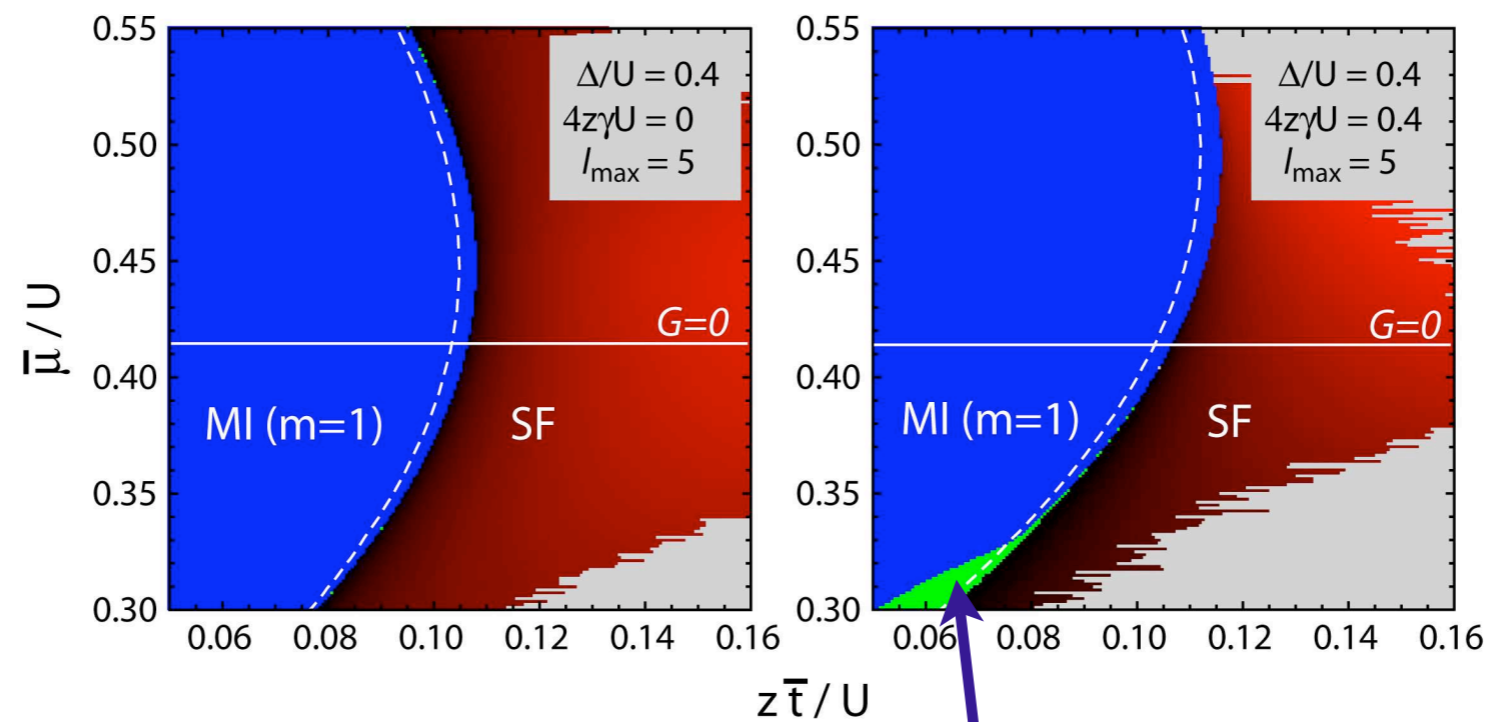 0.55
0.50
0.45
0.40
0.35
0.30
μ̄ / U
Δ/U = 0.4
4zγU = 0
lmax = 5
G=0
MI (m=1)
SF
0.06 0.08 0.10 0.12 0.14 0.16
0.55
0.50
0.45
0.40
0.35
0.30
Δ/U = 0.4
4zγU = 0.4
lmax = 5
G=0
MI (m=1)
SF
0.06 0.08 0.10 0.12 0.14 0.16
z t̄ / U